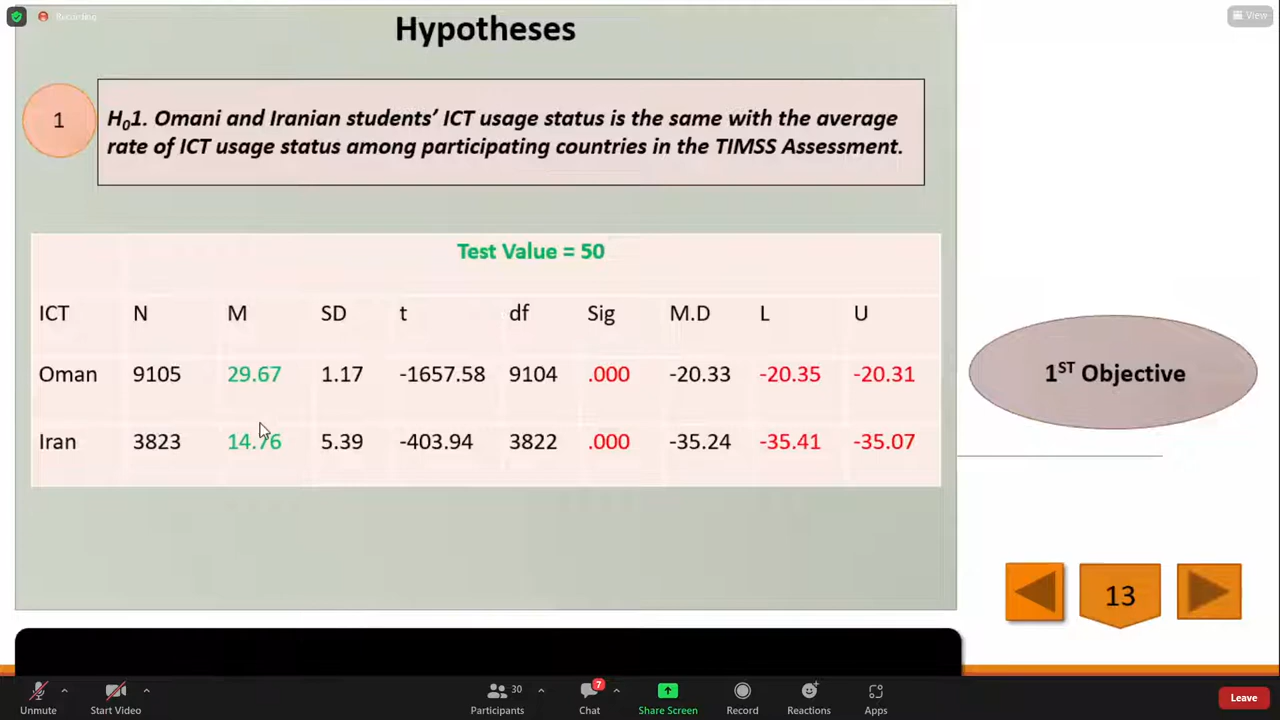 Recording
View
Hypotheses
1
H01. Omani and Iranian students' ICT usage status is the same with the average
rate of ICT usage status among participating countries in the TIMSS Assessment.
Test Value = 50
ICT N M SD t df Sig M.D L U
Oman 9105 29.67 1.17 -1657.58 9104 .000 -20.33 -20.35 -20.31
Iran 3823 14.76 5.39 -403.94 3822 .000 -35.24 -35.41 -35.07
1ST Objective
13
7
30
Unmute Start Video Participants Chat Share Screen Record Reactions Apps Leave